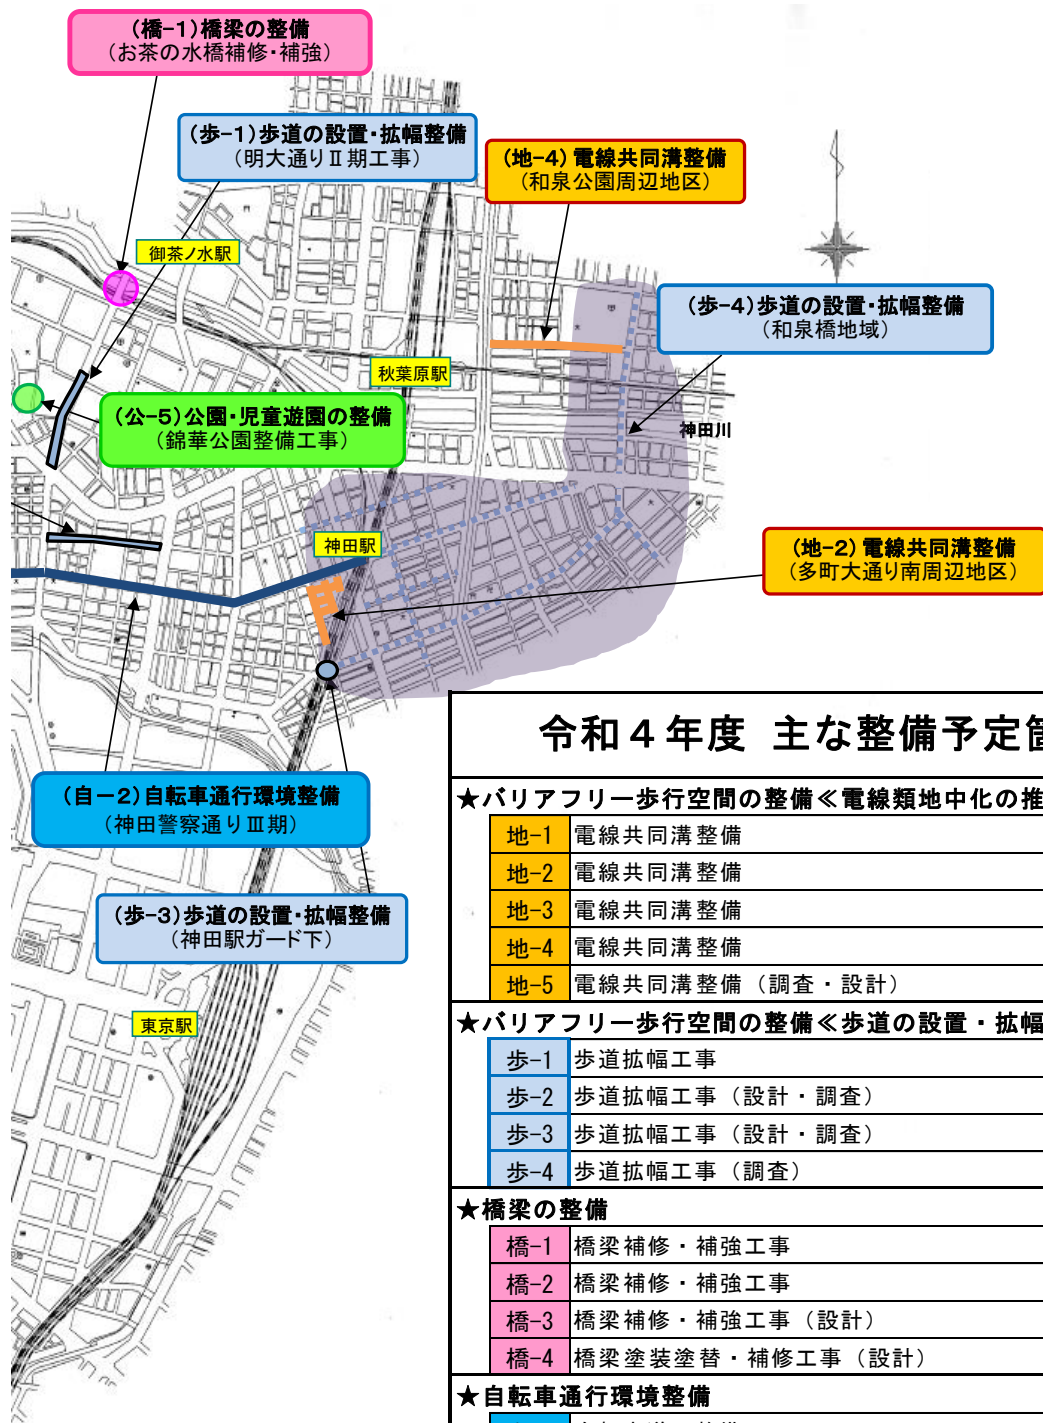 (橋-1)橋梁の整備
(お茶の水橋補修・補強)
(歩-1)歩道の設置・拡幅整備
(明大通りⅡ期工事)
(地-4)電線共同溝整備
(和泉公園周辺地区)
御茶ノ水駅
(歩-4)歩道の設置・拡幅整備
(和泉橋地域)
秋葉原駅
(公-5)公園・児童遊園の整備
(錦華公園整備工事)
神田川
神田駅
(地-2)電線共同溝整備
(多町大通り南周辺地区)
(自-2)自転車通行環境整備
(神田警察通りⅢ期)
(歩-3)歩道の設置・拡幅整備
(神田駅ガード下)
東京駅
令和4年度 主な整備予定箇
★バリアフリー歩行空間の整備≪電線類地中化の推
地-1 電線共同溝整備
地-2 電線共同溝整備
地-3 電線共同溝整備
地-4 電線共同溝整備
地-5 電線共同溝整備(調査・設計)
★バリアフリー歩行空間の整備≪歩道の設置・拡幅
歩-1 歩道拡幅工事
歩-2 歩道拡幅工事(設計・調査)
歩-3 歩道拡幅工事(設計・調査)
歩-4 歩道拡幅工事(調査)
★橋梁の整備
橋-1 橋梁補修・補強工事
橋-2 橋梁補修・補強工事
橋-3 橋梁補修・補強工事(設計)
橋-4 橋梁塗装塗替・補修工事(設計)
★自転車通行環境整備